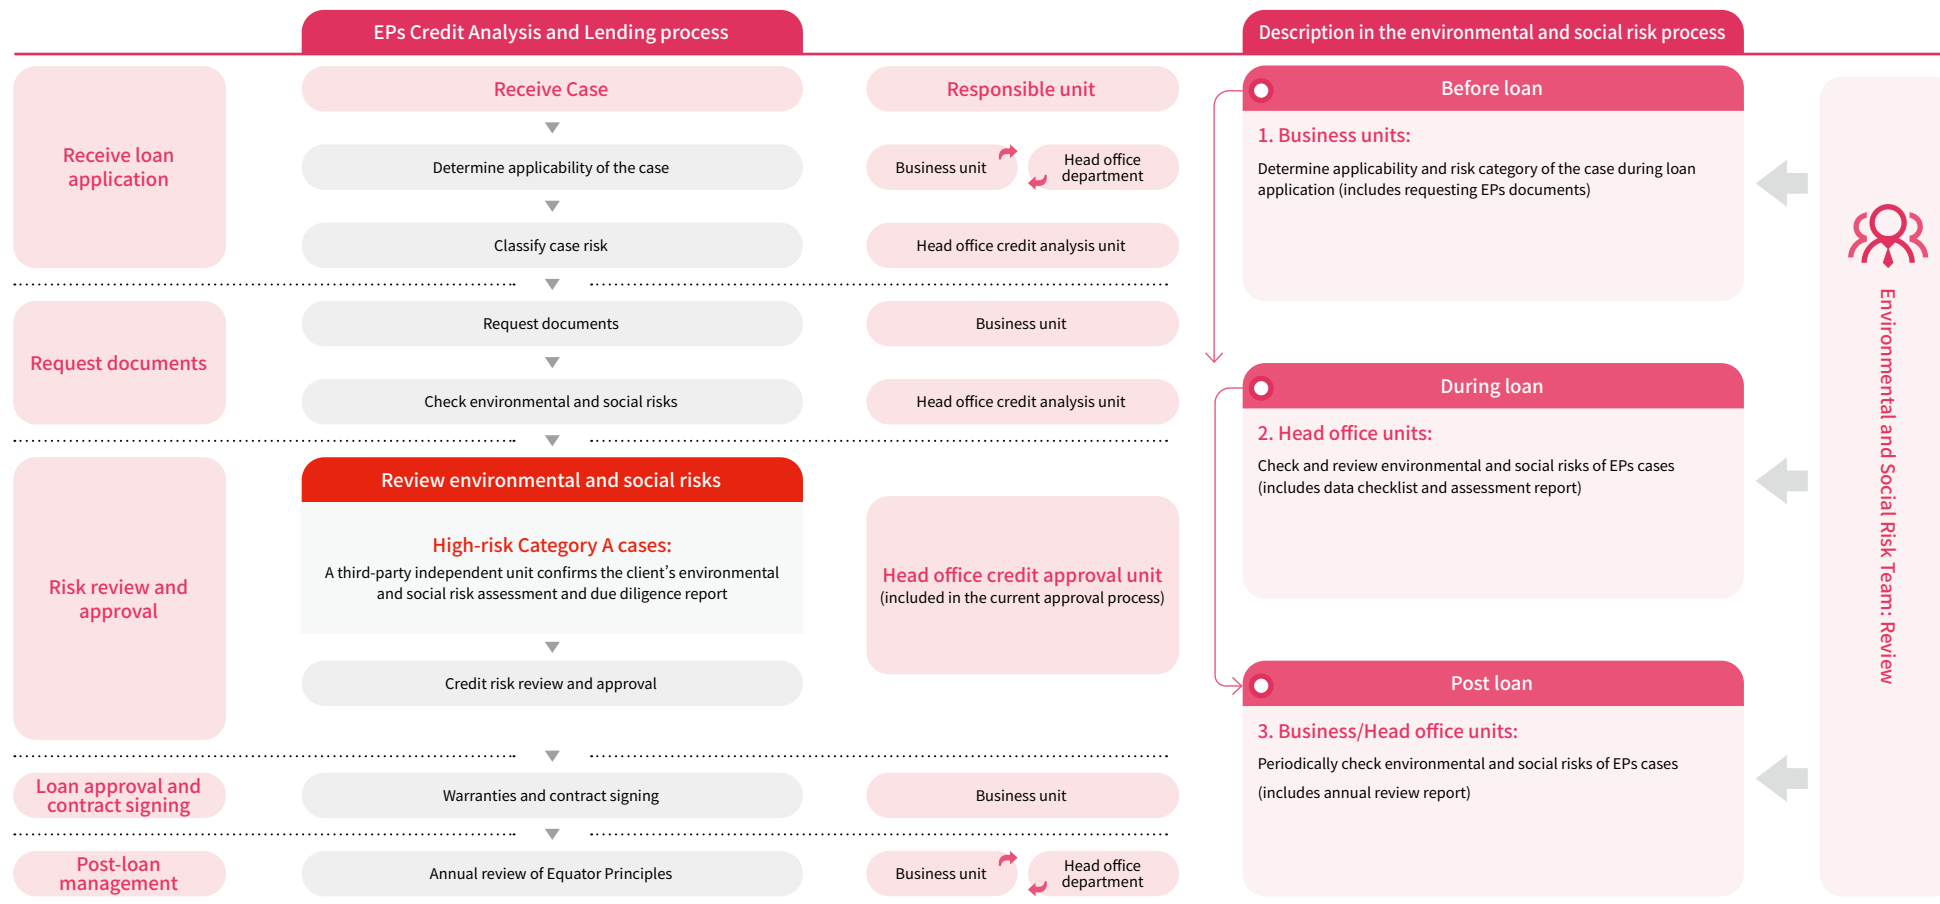 EPs Credit Analysis and Lending process
Description in the environmental and social risk process
Receive loan
application
Receive Case
Responsible unit
Determine applicability of the case
Business unit
Head office
department
Classify case risk
Head office credit analysis unit
Request documents
Request documents
Business unit
Check environmental and social risks
Head office credit analysis unit
Risk review and
approval
Review environmental and social risks
High-risk Category A cases:
A third-party independent unit confirms the client's environmental
and social risk assessment and due diligence report
Head office credit approval unit
(included in the current approval process)
Credit risk review and approval
Loan approval and
contract signing
Warranties and contract signing
Business unit
Post-loan
management
Annual review of Equator Principles
Business unit
Head office
department
Before loan
1. Business units:
Determine applicability and risk category of the case during loan
application (includes requesting EPs documents)
During loan
2. Head office units:
Check and review environmental and social risks of EPs cases
(includes data checklist and assessment report)
Post loan
3. Business/Head office units:
Periodically check environmental and social risks of EPs cases
(includes annual review report)
Environmental and Social Risk Team: Review